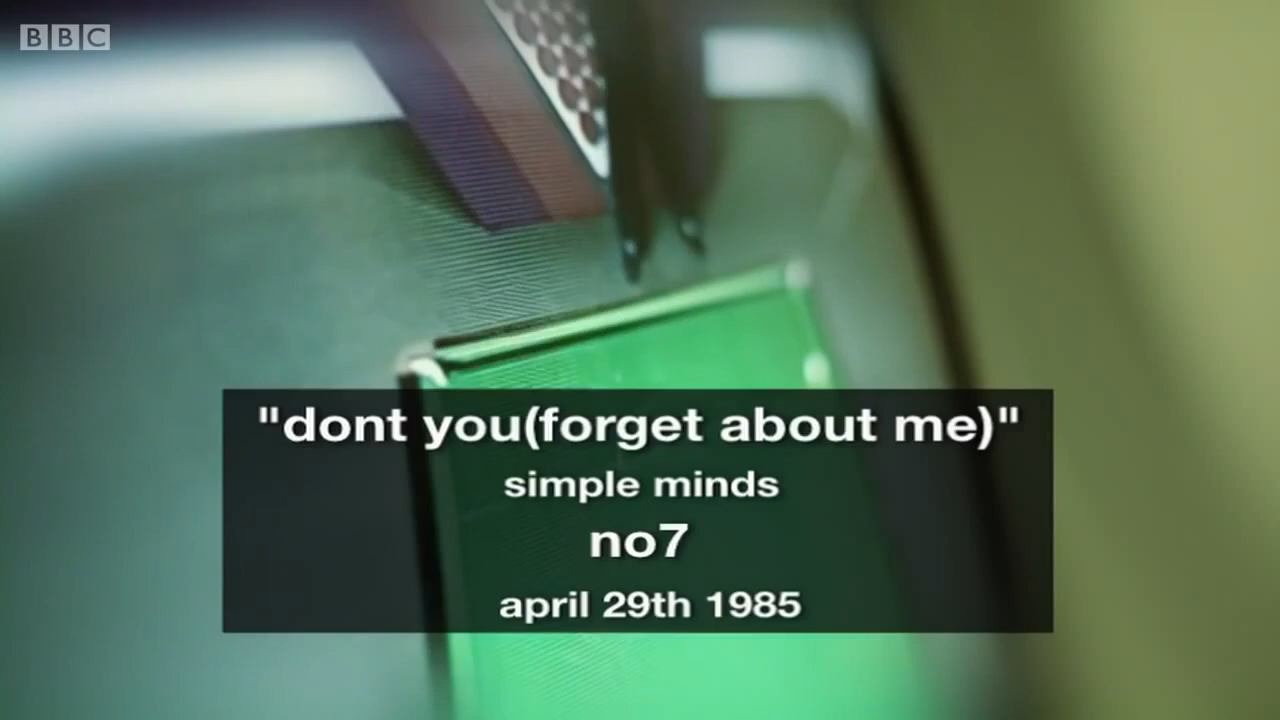 BBC
"dont you(forget about me)"
simple minds
no7
april 29th 1985